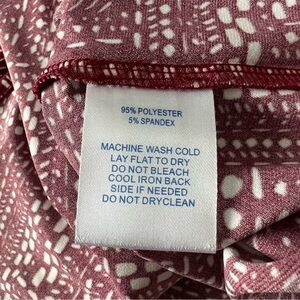 95% POLYESTER
5% SPANDEX
MACHINE WASH COLD
LAY FLAT TO DRY
DO NOT BLEACH
COOL IRON BACK
SIDE IF NEEDED
DO NOT DRYCLEAN